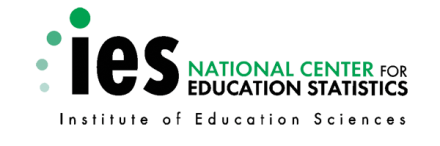 ies NATIONAL CENTER FOR
EDUCATION STATISTICS
Institute of Education Sciences